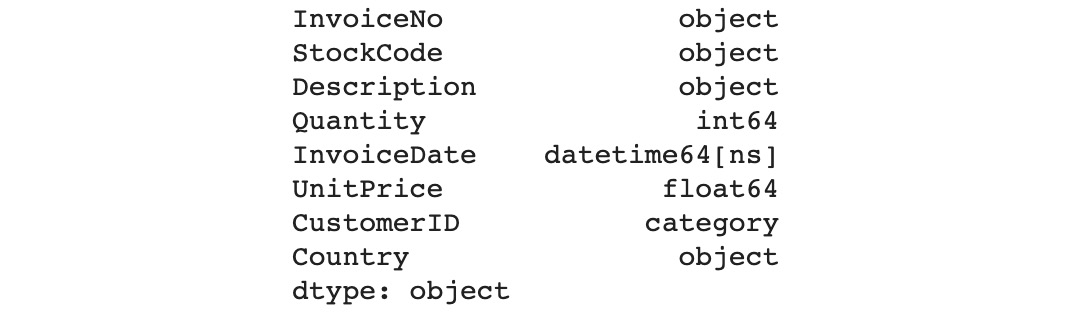 InvoiceNo object
StockCode object
Description object
Quantity int64
InvoiceDate datetime64[ns]
UnitPrice float64
CustomerID category
Country object
dtype: object